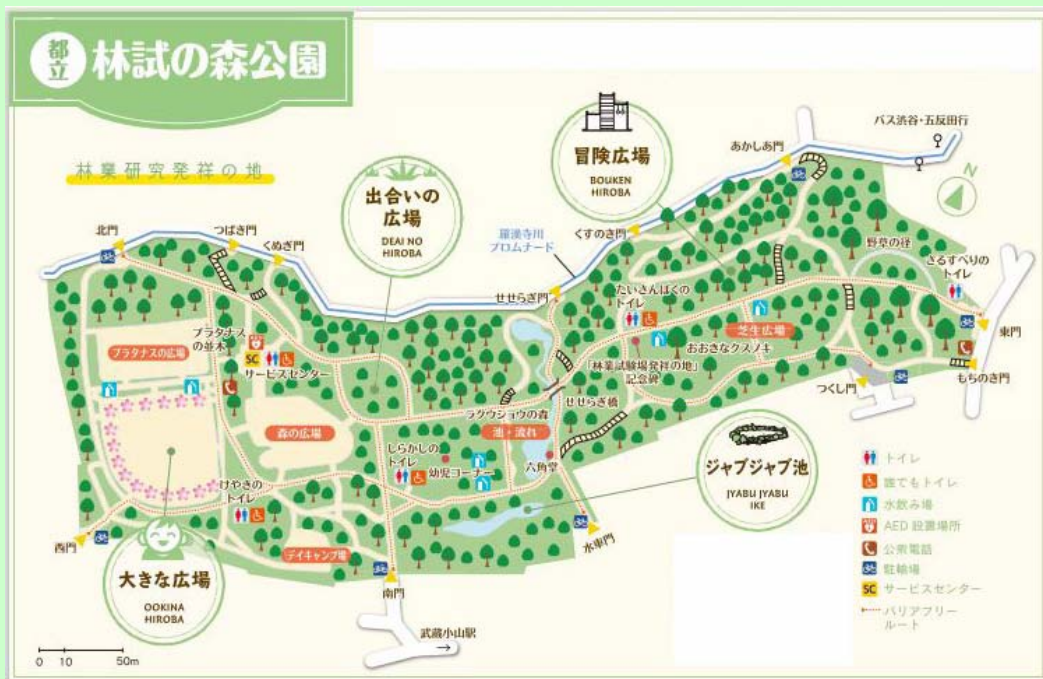 都立
林試の森公園
林業研究発祥の地
冒険広場
BOUKEN
HIROBA
出合いの
広場
DEAI NO
HIROBA
バス渋谷・五反田行
あかしあ門
N
北門
つばき門
くぬぎ門
羅漢寺川
プロムナード
くすのき門
野草の径
さるすべりの
トイレ
せせらぎ門
たいさんぼくの
トイレ
芝生広場
東門
プラタナスの広場
プラタナス
の並木
AED
SC
サービスセンター
おおきなクスノキ
「林業試験場発祥の地」
記念碑
もちのき門
つくし門
ラクウショウの森
せせらぎ橋
森の広場
池・流れ
しらかしの
トイレ
幼児コーナー
六角堂
ジャブジャブ池
JYABU JYABU
IKE
けやきの
トイレ
西門
デイキャンプ場
水車門
南門
大きな広場
OOKINA
HIROBA
武蔵小山駅
トイレ
誰でもトイレ
水飲み場
AED 設置場所
公衆電話
駐輪場
SC サービスセンター
バリアフリー
ルート
0 10 50m